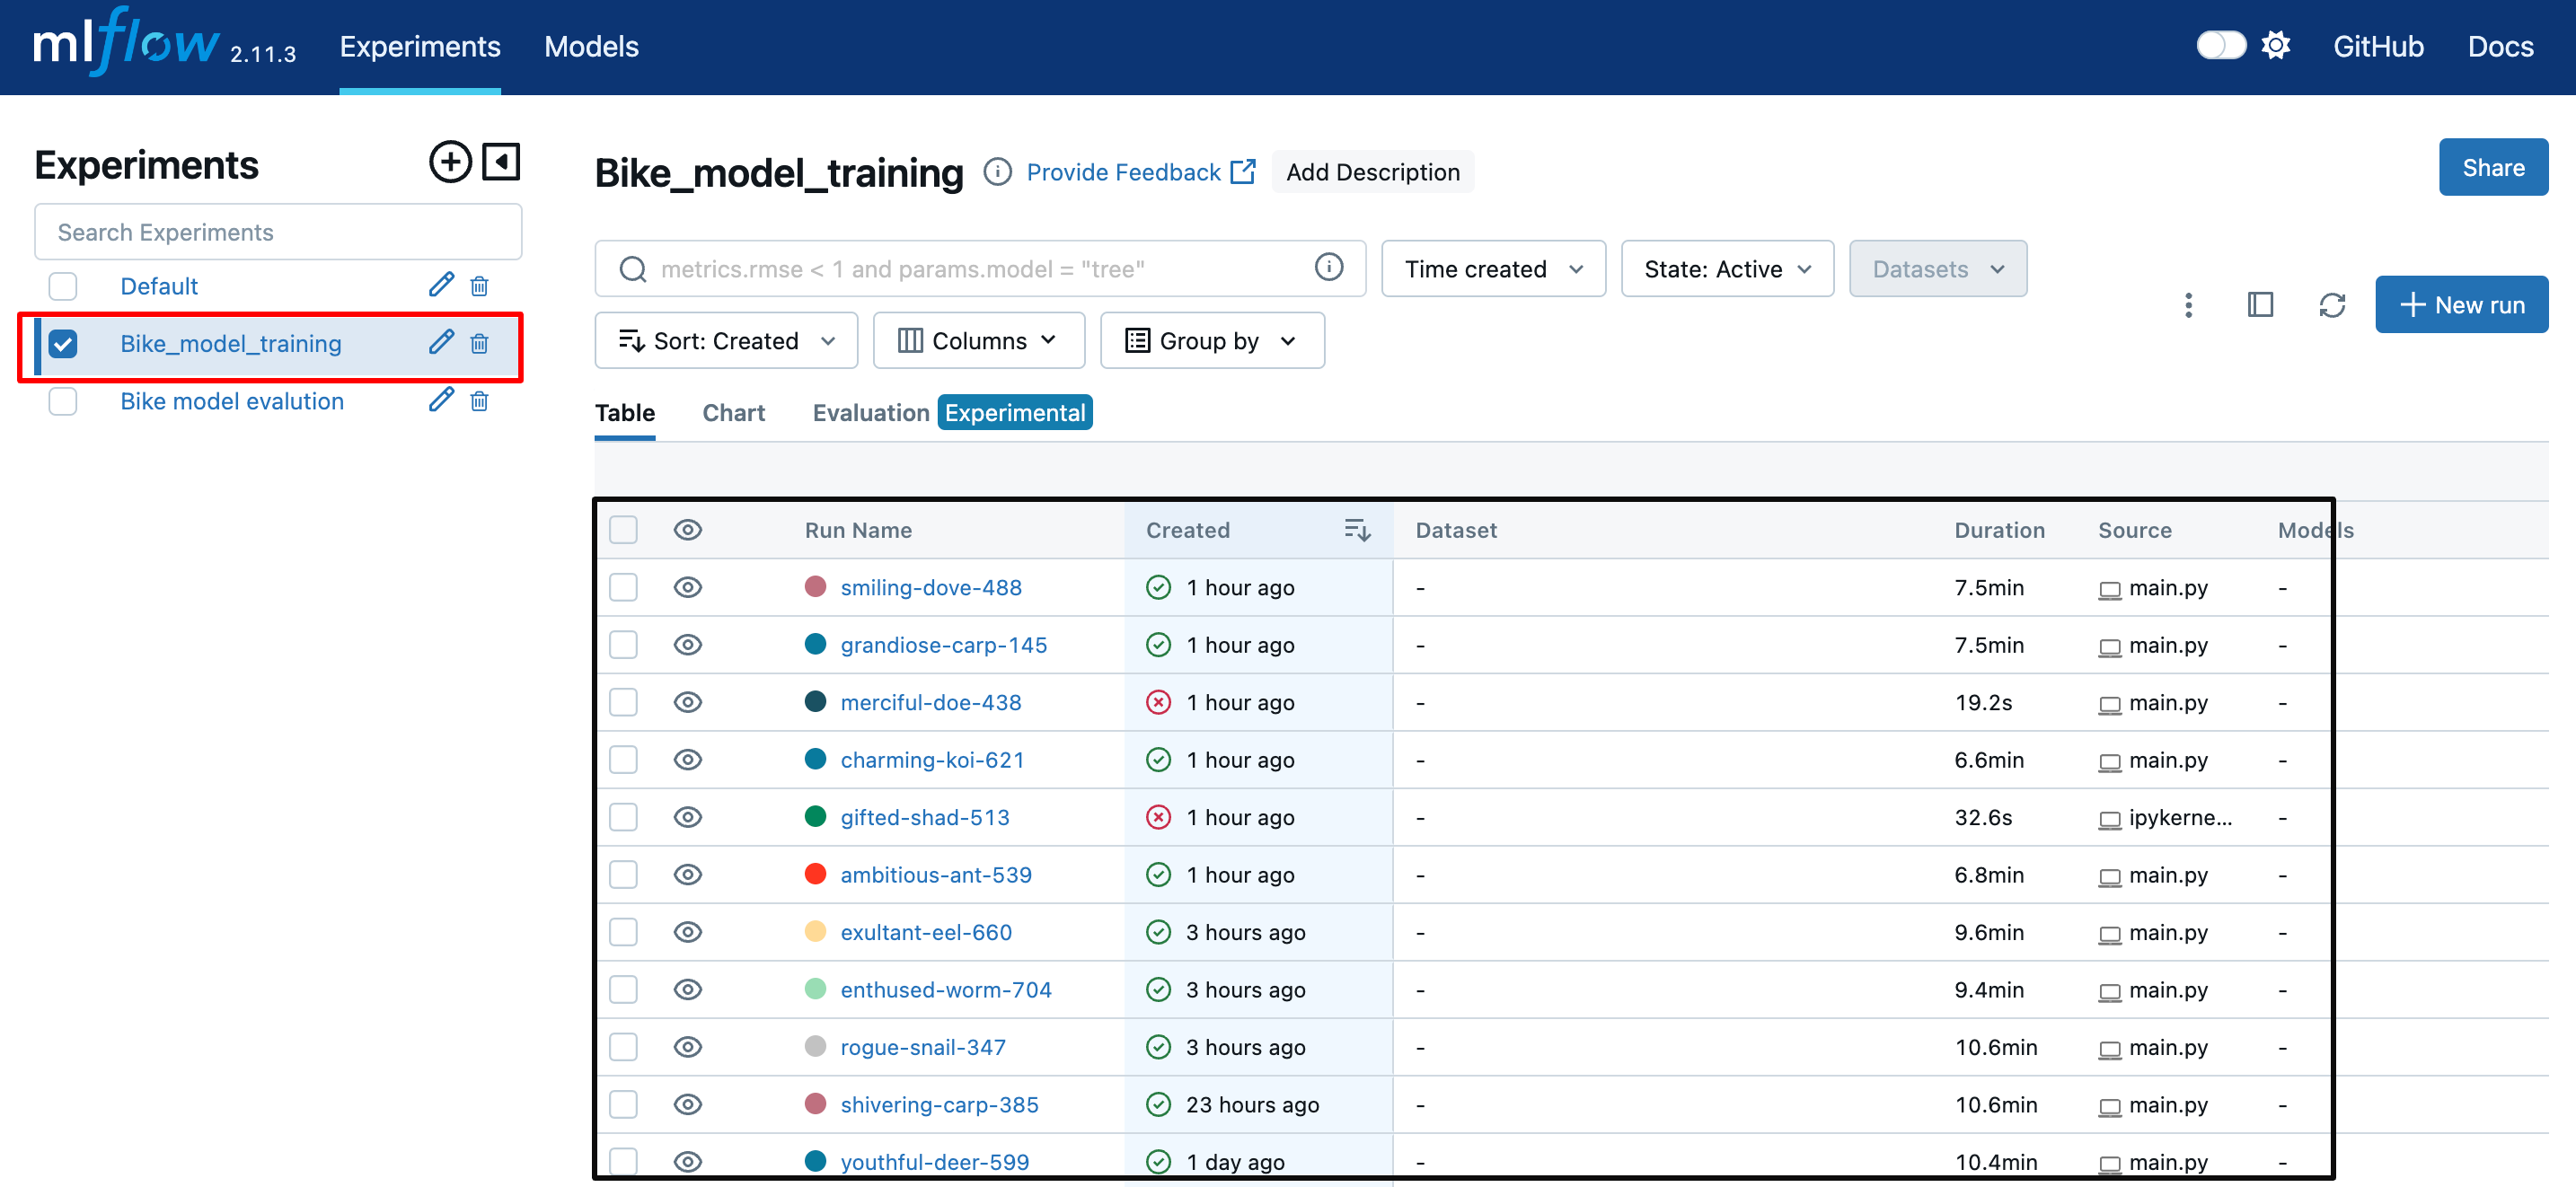 mlflow 2.11.3 Experiments Models GitHub Docs
Experiments
Search Experiments
Default
Bike_model_training
Bike model evalution
Bike_model_training Provide Feedback Add Description Share
metrics.rmse < 1 and params.model = "tree" Time created State: Active Datasets
New run
Sort: Created Columns Group by
Table Chart Evaluation Experimental
Run Name Created Dataset Duration Source Models
smiling-dove-488 1 hour ago - 7.5min main.py -
grandiose-carp-145 1 hour ago - 7.5min main.py -
merciful-doe-438 1 hour ago - 19.2s main.py -
charming-koi-621 1 hour ago - 6.6min main.py -
gifted-shad-513 1 hour ago - 32.6s ipykerne... -
ambitious-ant-539 1 hour ago - 6.8min main.py -
exultant-eel-660 3 hours ago - 9.6min main.py -
enthused-worm-704 3 hours ago - 9.4min main.py -
rogue-snail-347 3 hours ago - 10.6min main.py -
shivering-carp-385 23 hours ago - 10.6min main.py -
youthful-deer-599 1 day ago - 10.4min main.py -